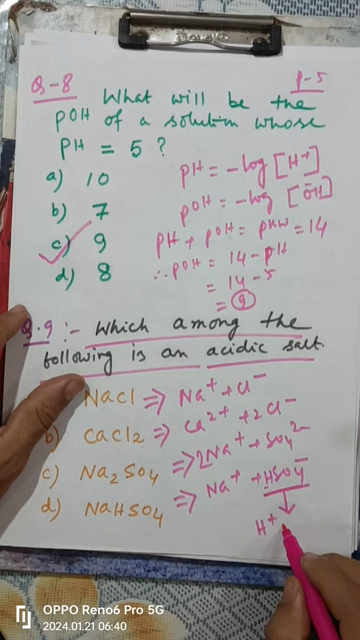 Q-8 What will be the P-5
pOH of a solution whose
pH = 5 ?
a) 10
b) 7
c) 9
d) 8
pH = -log [H+]
pOH = -log [OH]
pH + pOH = pKw = 14
∴ pOH = 14 - pH
= 14 - 5
= 9
Q.9 :- Which among the
following is an acidic salt.
NaCl ⇒ Na+ + Cl-
b) CaCl2 ⇒ Ca2+ + 2Cl-
c) Na2SO4 ⇒ 2Na+ + SO4 2-
d) NaHSO4 ⇒ Na+ + HSO4-
H+
OPPO Reno6 Pro 5G
2024.01.21 06:40